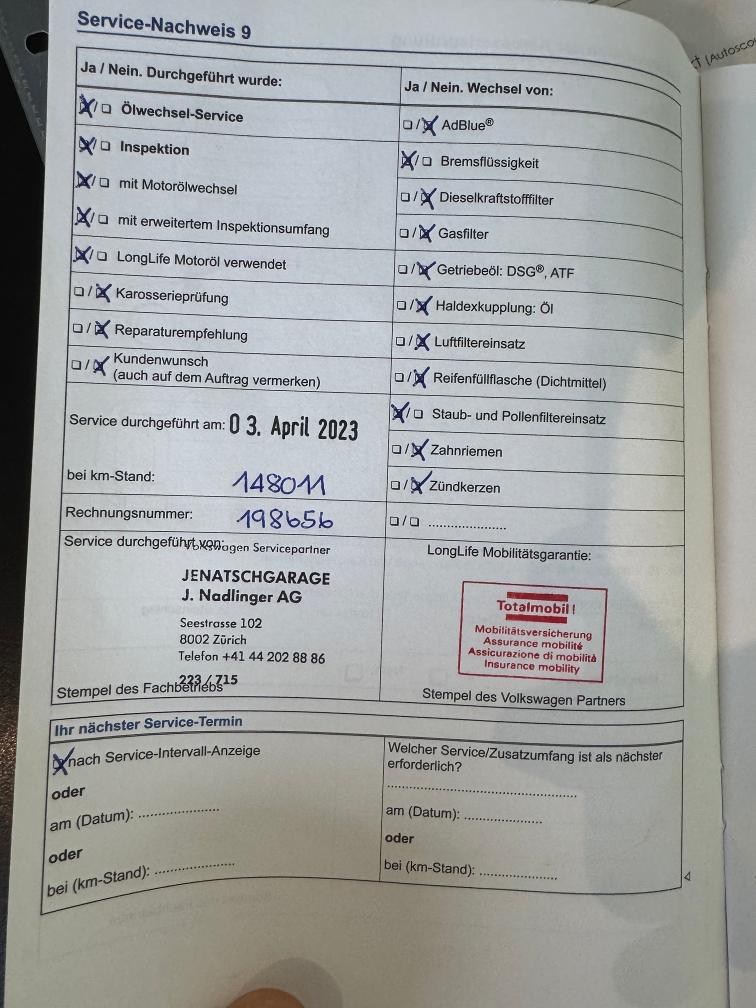 Service-Nachweis 9
Ja / Nein. Durchgeführt wurde:
Ölwechsel-Service
Inspektion
mit Motorölwechsel
mit erweitertem Inspektionsumfang
LongLife Motoröl verwendet
Karosserieprüfung
Reparaturempfehlung
Kundenwunsch
(auch auf dem Auftrag vermerken)
Service durchgeführt am: 03. April 2023
bei km-Stand: 148011
Rechnungsnummer: 198656
Service durchgeführt von:
Volkswagen Servicepartner
JENATSCHGARAGE
J. Nadlinger AG
Seestrasse 102
8002 Zürich
Telefon +41 44 202 88 86
223 / 715
Stempel des Fachbetriebs
Ja / Nein. Wechsel von:
AdBlue®
Bremsflüssigkeit
Dieselkraftstofffilter
Gasfilter
Getriebeöl: DSG®, ATF
Haldexkupplung: Öl
Luftfiltereinsatz
Reifenfüllflasche (Dichtmittel)
Staub- und Pollenfiltereinsatz
Zahnriemen
Zündkerzen
......................
LongLife Mobilitätsgarantie:
Totalmobil!
Mobilitätsversicherung
Assurance mobilité
Assicurazione di mobilità
Insurance mobility
Stempel des Volkswagen Partners
Ihr nächster Service-Termin
nach Service-Intervall-Anzeige
oder
am (Datum): ......................
oder
bei (km-Stand): ......................
Welcher Service/Zusatzumfang ist als nächster
erforderlich?
.....................................................
am (Datum): ......................
oder
bei (km-Stand): ......................